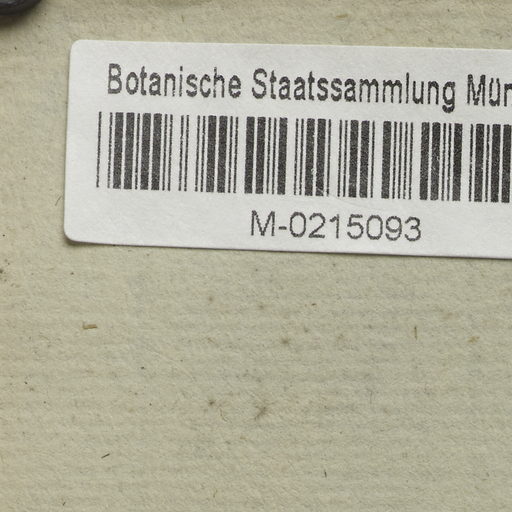 Botanische Staatssammlung Mün
M-0215093